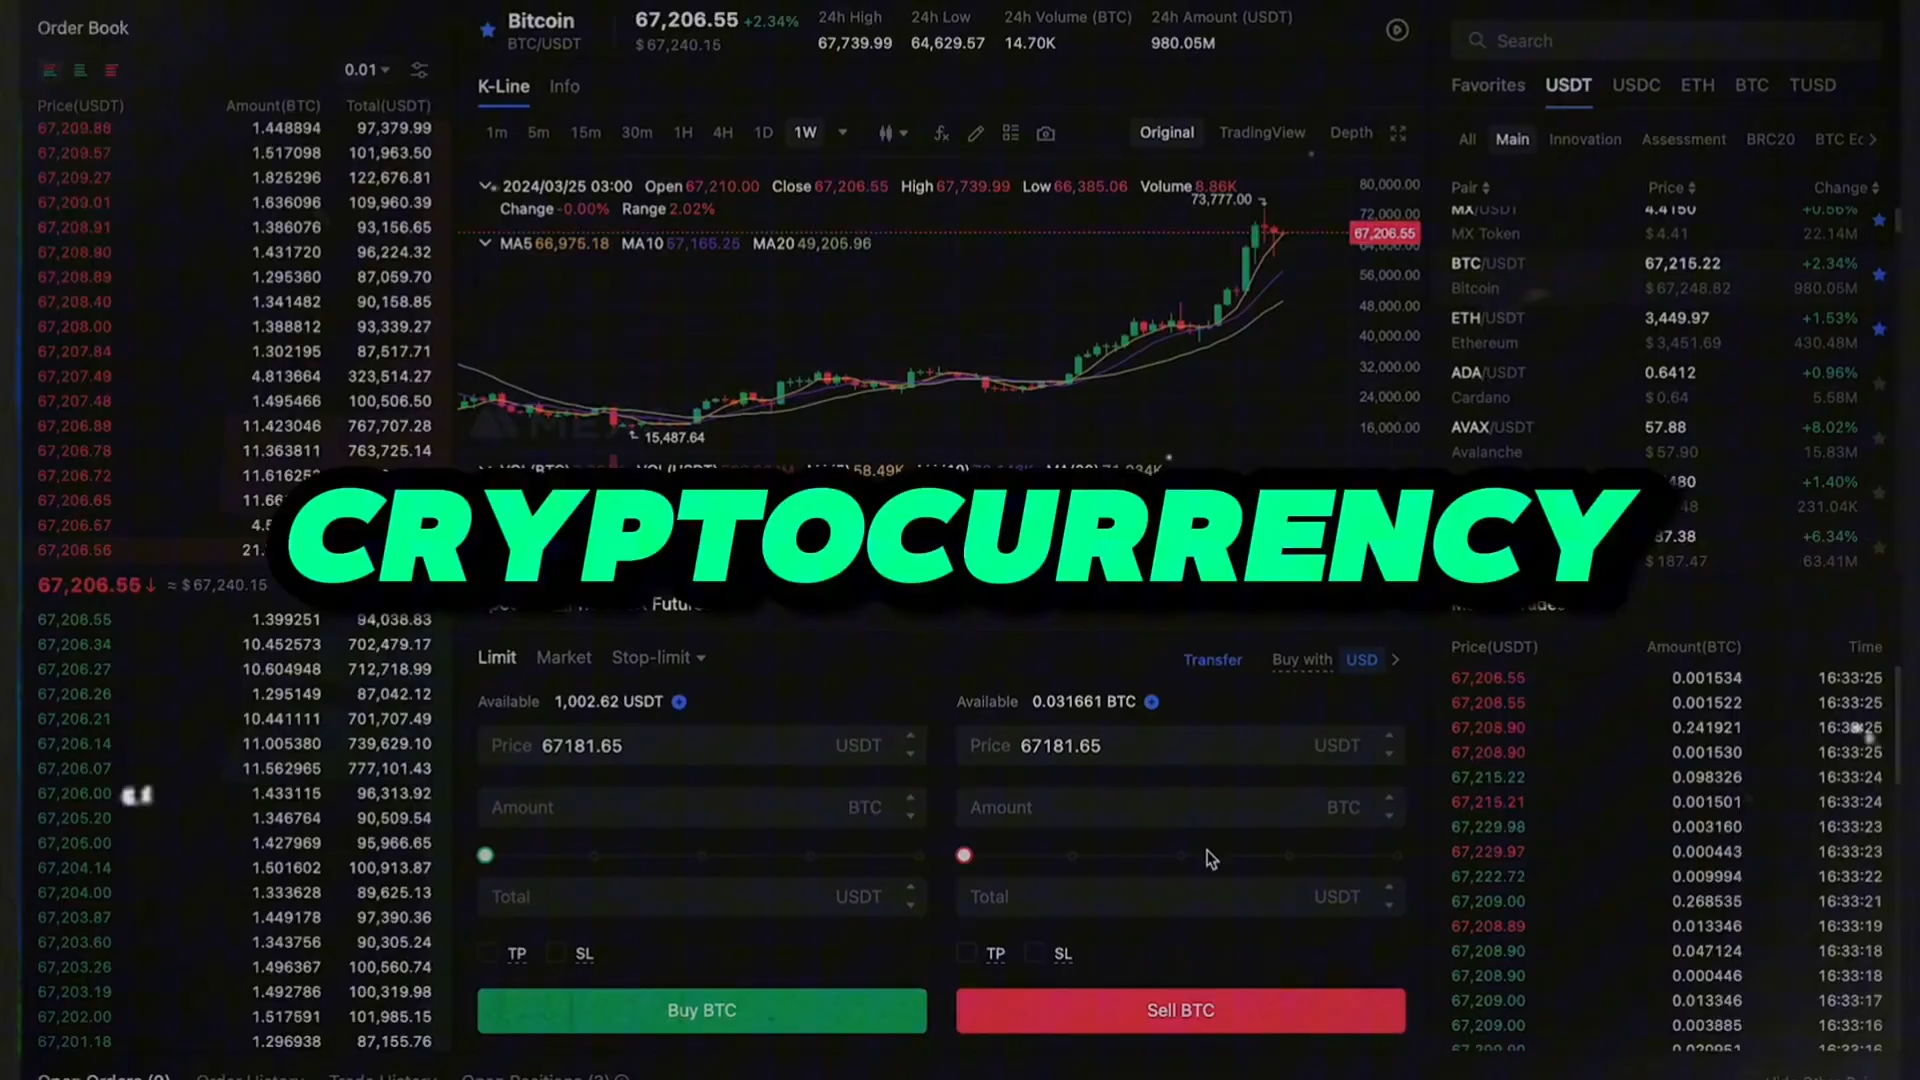 Order Book
0.01
Price(USDT) Amount(BTC) Total(USDT)
67,209.88 1.448894 97,379.99
67,209.57 1.517098 101,963.50
67,209.27 1.825296 122,676.81
67,209.01 1.636096 109,960.39
67,208.91 1.386076 93,156.65
67,208.90 1.431720 96,224.32
67,208.89 1.295360 87,059.70
67,208.40 1.341482 90,158.85
67,208.00 1.388812 93,339.27
67,207.84 1.302195 87,517.71
67,207.49 4.813664 323,514.27
67,207.48 1.495466 100,506.50
67,206.89 11.423046 767,707.28
67,206.78 11.363811 763,725.14
67,206.72
67,206.65
67,206.57
67,206.56
67,206.55 ≈ $67,240.15
67,206.55 1.399251 94,038.83
67,206.34 10.452573 702,479.17
67,206.27 10.604948 712,718.99
67,206.26 1.295149 87,042.12
67,206.21 10.441111 701,707.49
67,206.14 11.005380 739,629.10
67,206.07 11.562965 777,101.43
67,206.00 1.433115 96,313.92
67,205.20 1.346764 90,509.54
67,205.00 1.427969 95,966.65
67,204.14 1.501602 100,913.87
67,204.00 1.333628 89,625.13
67,203.87 1.449178 97,390.36
67,203.60 1.343756 90,305.24
67,203.26 1.496367 100,560.74
67,203.19 1.492786 100,319.98
67,202.00 1.517591 101,985.15
67,201.18 1.296938 87,155.76
Bitcoin 67,206.55 +2.34% 24h High 24h Low 24h Volume (BTC) 24h Amount (USDT)
BTC/USDT $67,240.15 67,739.99 64,629.57 14.70K 980.05M
K-Line Info
1m 5m 15m 30m 1H 4H 1D 1W Original TradingView Depth
2024/03/25 03:00 Open 67,210.00 Close 67,206.55 High 67,739.99 Low 66,385.06 Volume 8.86K
Change -0.00% Range 2.02%
73,777.00
MA5 66,975.18 MA10 57,165.25 MA20 49,205.96
80,000.00
72,000.00
67,206.55
64,000.00
56,000.00
48,000.00
40,000.00
32,000.00
24,000.00
16,000.00
15,487.64
CRYPTOCURRENCY
Limit Market Stop-limit Transfer Buy with USD
Available 1,002.62 USDT Available 0.031661 BTC
Price 67181.65 USDT Price 67181.65 USDT
Amount BTC Amount BTC
Total USDT Total USDT
TP SL TP SL
Buy BTC Sell BTC
Search
Favorites USDT USDC ETH BTC TUSD
All Main Innovation Assessment BRC20 BTC Ec
Pair Price Change
MX/USDT 4.4150 +0.56%
MX Token $4.41 22.14M
BTC/USDT 67,215.22 +2.34%
Bitcoin $67,248.82 980.05M
ETH/USDT 3,449.97 +1.53%
Ethereum $3,451.69 430.48M
ADA/USDT 0.6412 +0.96%
Cardano $0.64 5.58M
AVAX/USDT 57.88 +8.02%
Avalanche $57.90 15.83M
+1.40%
231.04K
+6.34%
$187.47 63.41M
Price(USDT) Amount(BTC) Time
67,206.55 0.001534 16:33:25
67,208.55 0.001522 16:33:25
67,208.90 0.241921 16:33:25
67,208.90 0.001530 16:33:25
67,215.22 0.098326 16:33:24
67,215.21 0.001501 16:33:24
67,229.98 0.003160 16:33:23
67,229.97 0.000443 16:33:23
67,222.72 0.009994 16:33:22
67,209.00 0.268535 16:33:21
67,208.89 0.013346 16:33:19
67,208.90 0.047124 16:33:18
67,208.90 0.000446 16:33:18
67,209.00 0.013346 16:33:17
67,209.00 0.003885 16:33:16